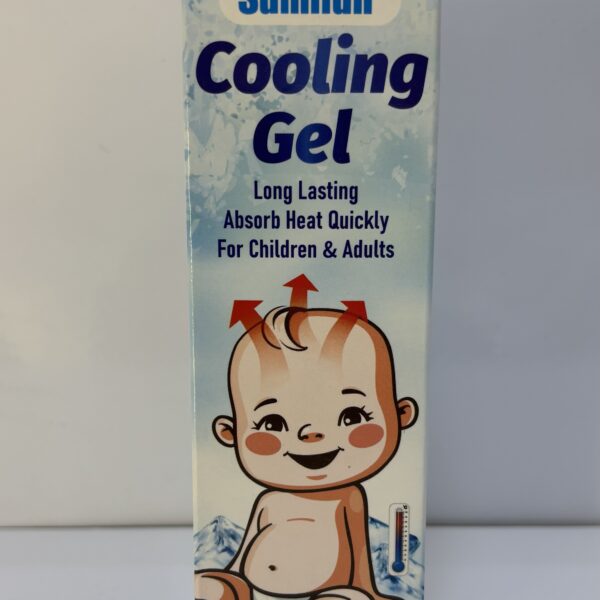 Cooling
Gel
Long Lasting
Absorb Heat Quickly
For Children & Adults